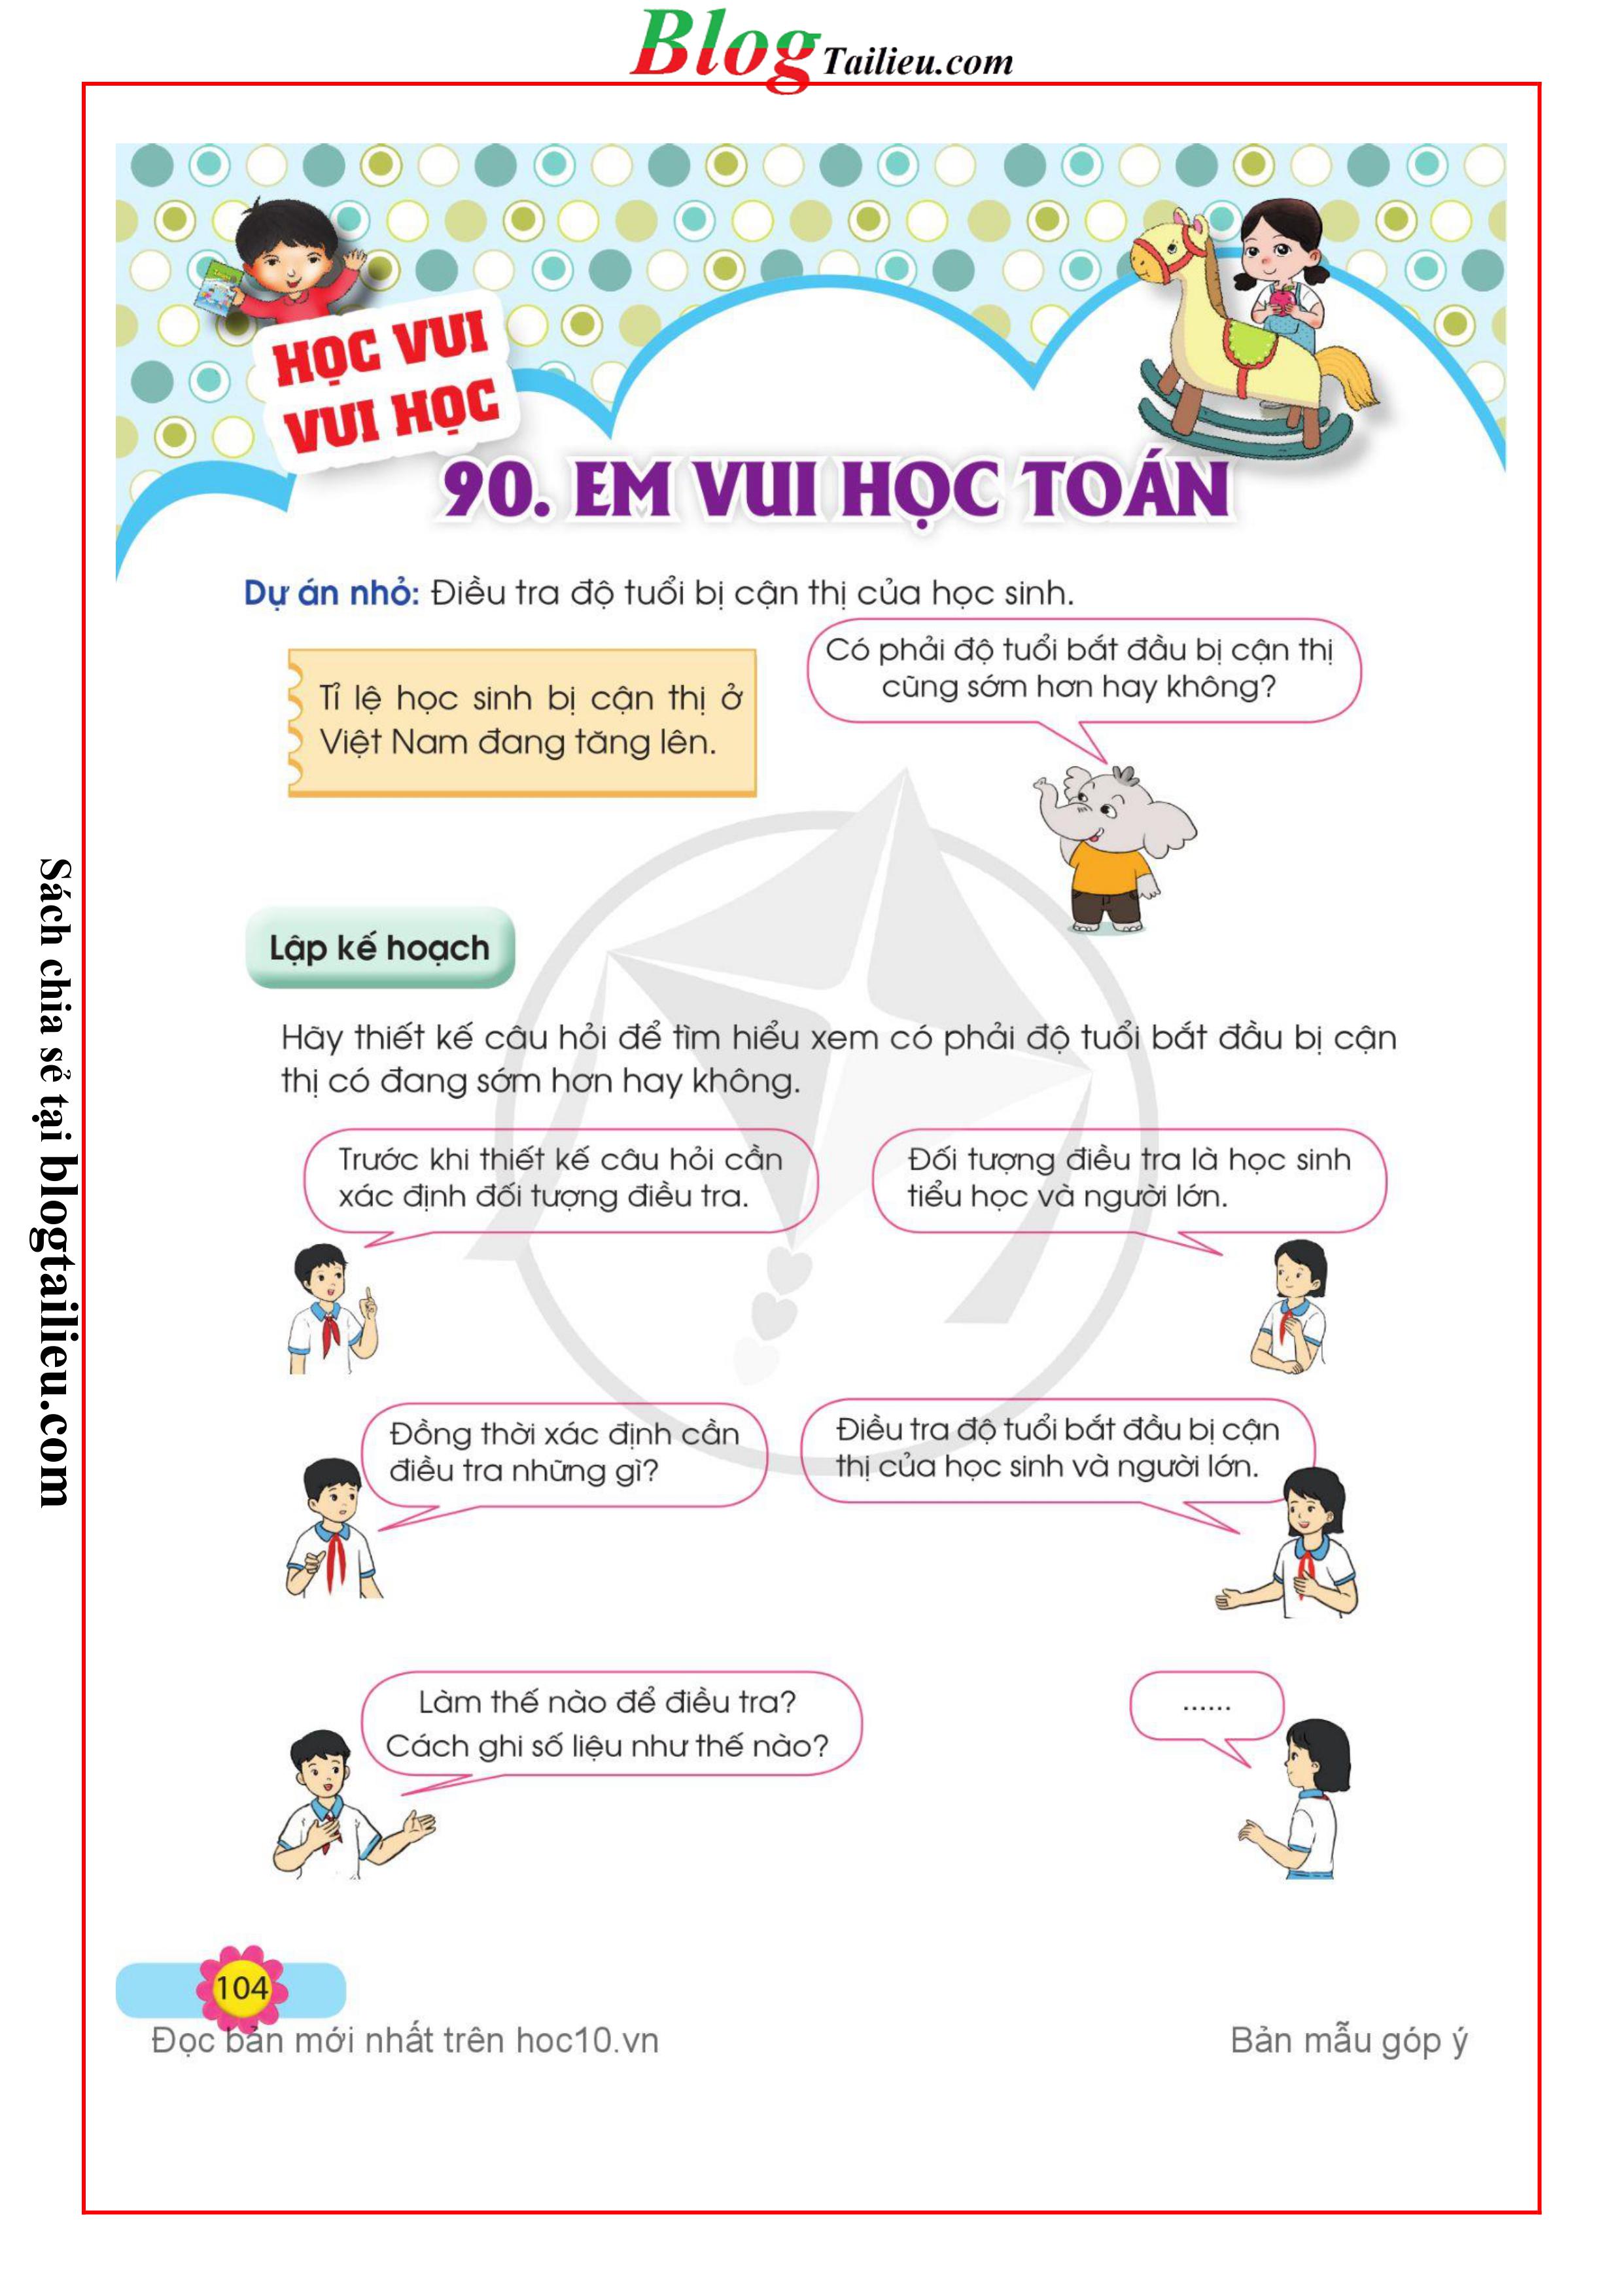 Blog Tailieu.com
HỌC VUI
VUI HỌC
90. EM VUI HỌC TOÁN
Dự án nhỏ: Điều tra độ tuổi bị cận thị của học sinh.
Tỉ lệ học sinh bị cận thị ở
Việt Nam đang tăng lên.
Có phải độ tuổi bắt đầu bị cận thị
cũng sớm hơn hay không?
Lập kế hoạch
Hãy thiết kế câu hỏi để tìm hiểu xem có phải độ tuổi bắt đầu bị cận
thị có đang sớm hơn hay không.
Trước khi thiết kế câu hỏi cần
xác định đối tượng điều tra.
Đối tượng điều tra là học sinh
tiểu học và người lớn.
Đồng thời xác định cần
điều tra những gì?
Điều tra độ tuổi bắt đầu bị cận
thị của học sinh và người lớn.
Làm thế nào để điều tra?
Cách ghi số liệu như thế nào?
......
104
Đọc bản mới nhất trên hoc10.vn
Bản mẫu góp ý
Sách chia sẻ tại blogtailieu.com